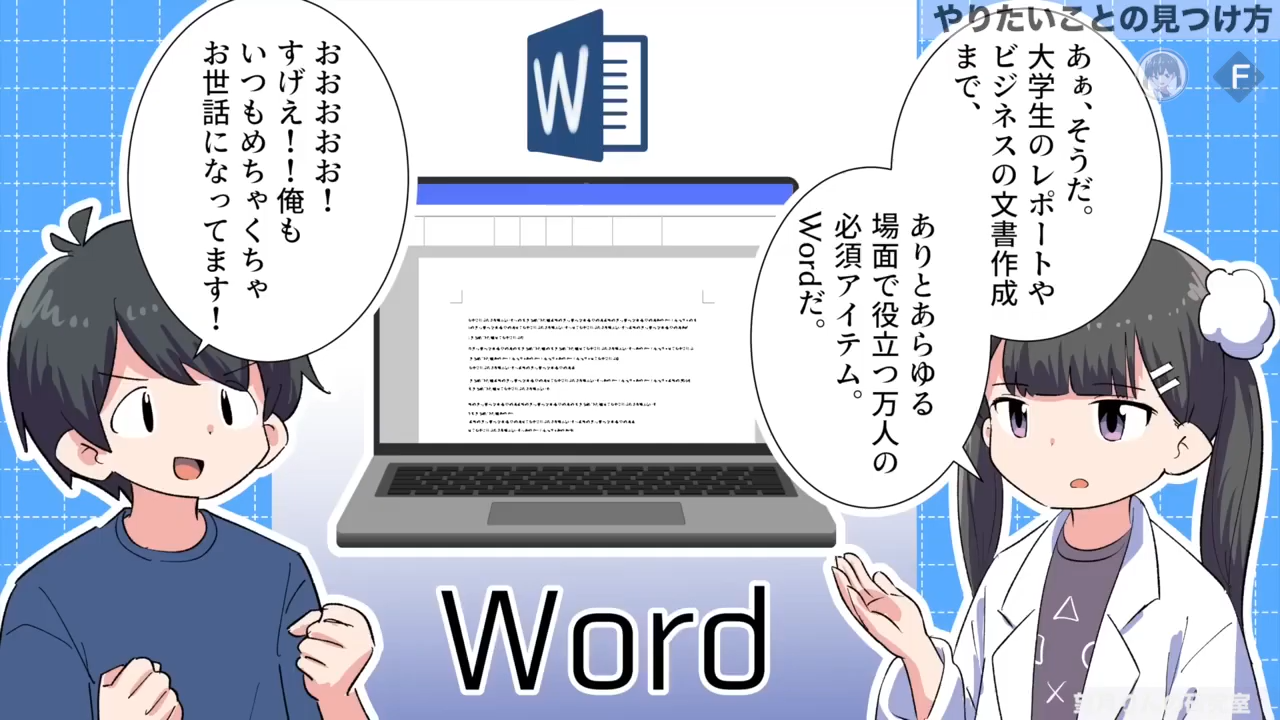 やりたいことの見つけ方
F
あぁ、そうだ。
大学生のレポートや
ビジネスの文書作成
まで、
ありとあらゆる
場面で役立つ万人の
必須アイテム。
Wordだ。
おおおおお！
すげえ！！俺も
いつもめちゃくちゃ
お世話になってます！
W
Word